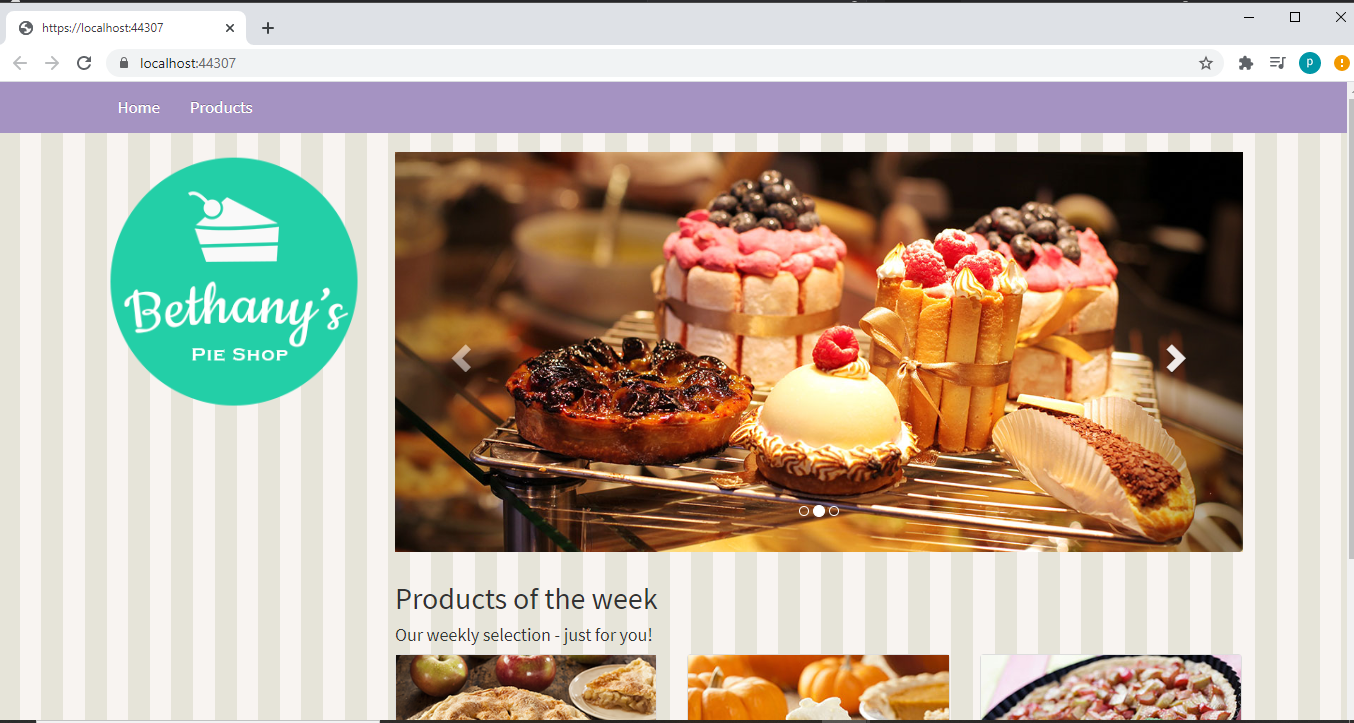 https://localhost:44307
localhost:44307
P
Home Products
Bethany's
PIE SHOP
Products of the week
Our weekly selection - just for you!